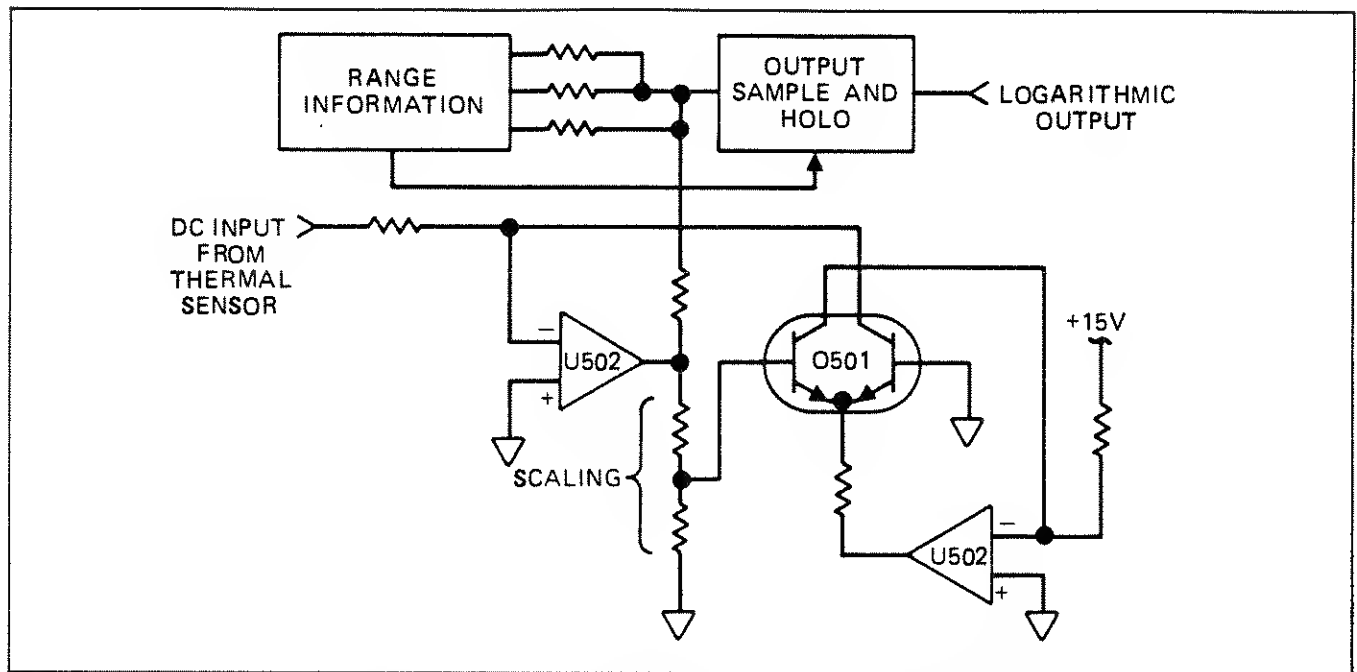 RANGE
INFORMATION
OUTPUT
SAMPLE AND
HOLO
LOGARITHMIC
OUTPUT
DC INPUT
FROM
THERMAL
SENSOR
−
U502
+
SCALING
O501
+15V
−
U502
+